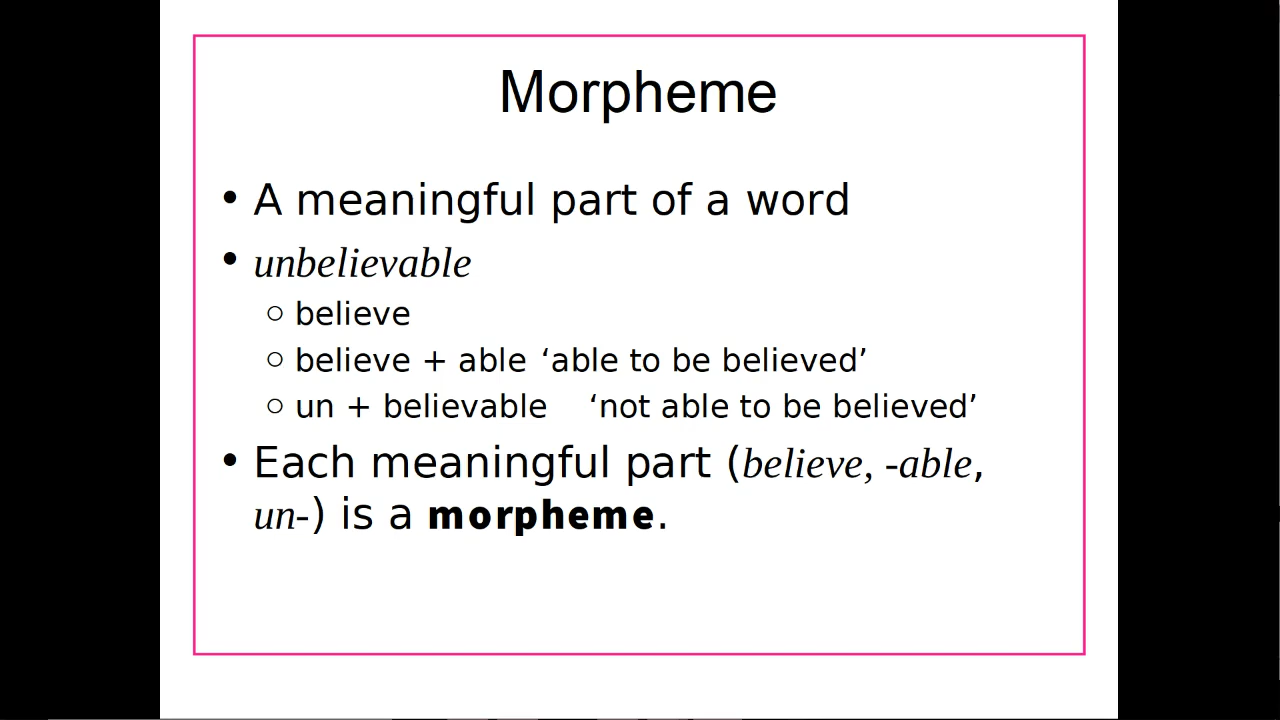 Morpheme
• A meaningful part of a word
• unbelievable
○ believe
○ believe + able ‘able to be believed’
○ un + believable ‘not able to be believed’
• Each meaningful part (believe, -able,
un-) is a morpheme.